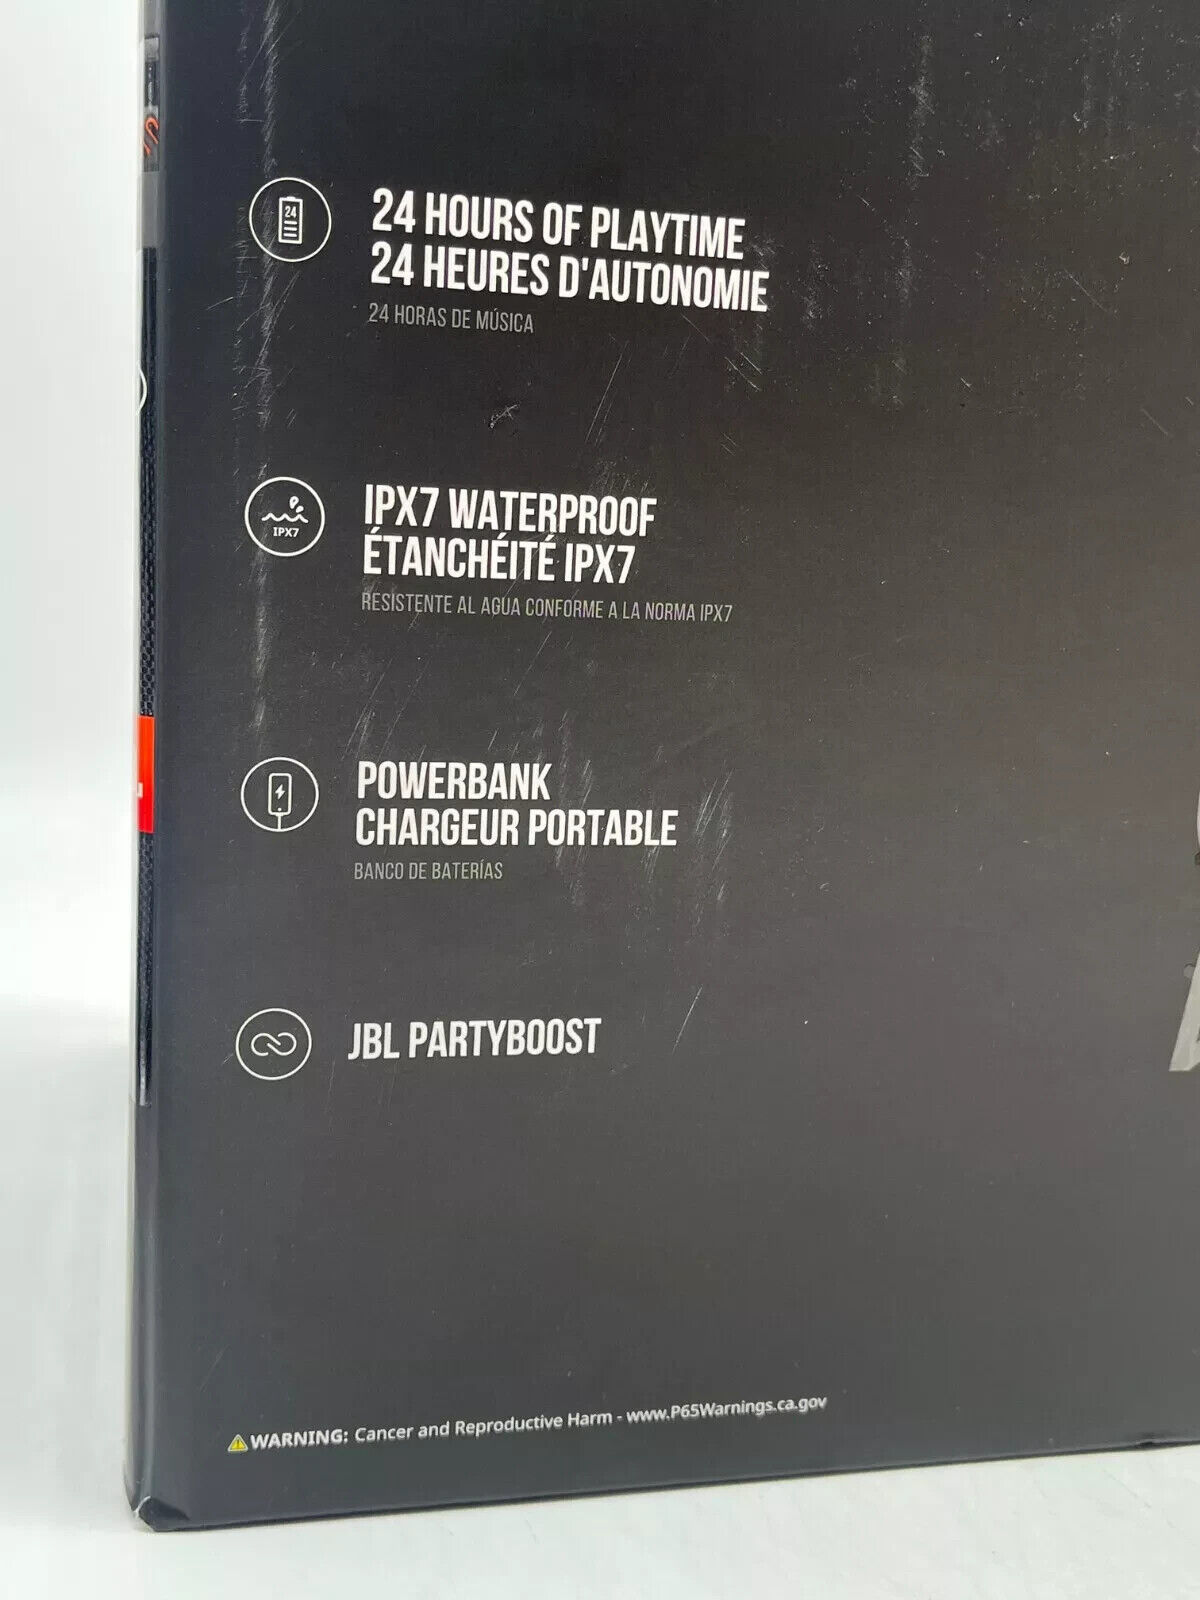 24
24 HOURS OF PLAYTIME
24 HEURES D'AUTONOMIE
24 HORAS DE MÚSICA
IPX7
IPX7 WATERPROOF
ÉTANCHÉITÉ IPX7
RESISTENTE AL AGUA CONFORME A LA NORMA IPX7
POWERBANK
CHARGEUR PORTABLE
BANCO DE BATERÍAS
JBL PARTYBOOST
WARNING: Cancer and Reproductive Harm - www.P65Warnings.ca.gov